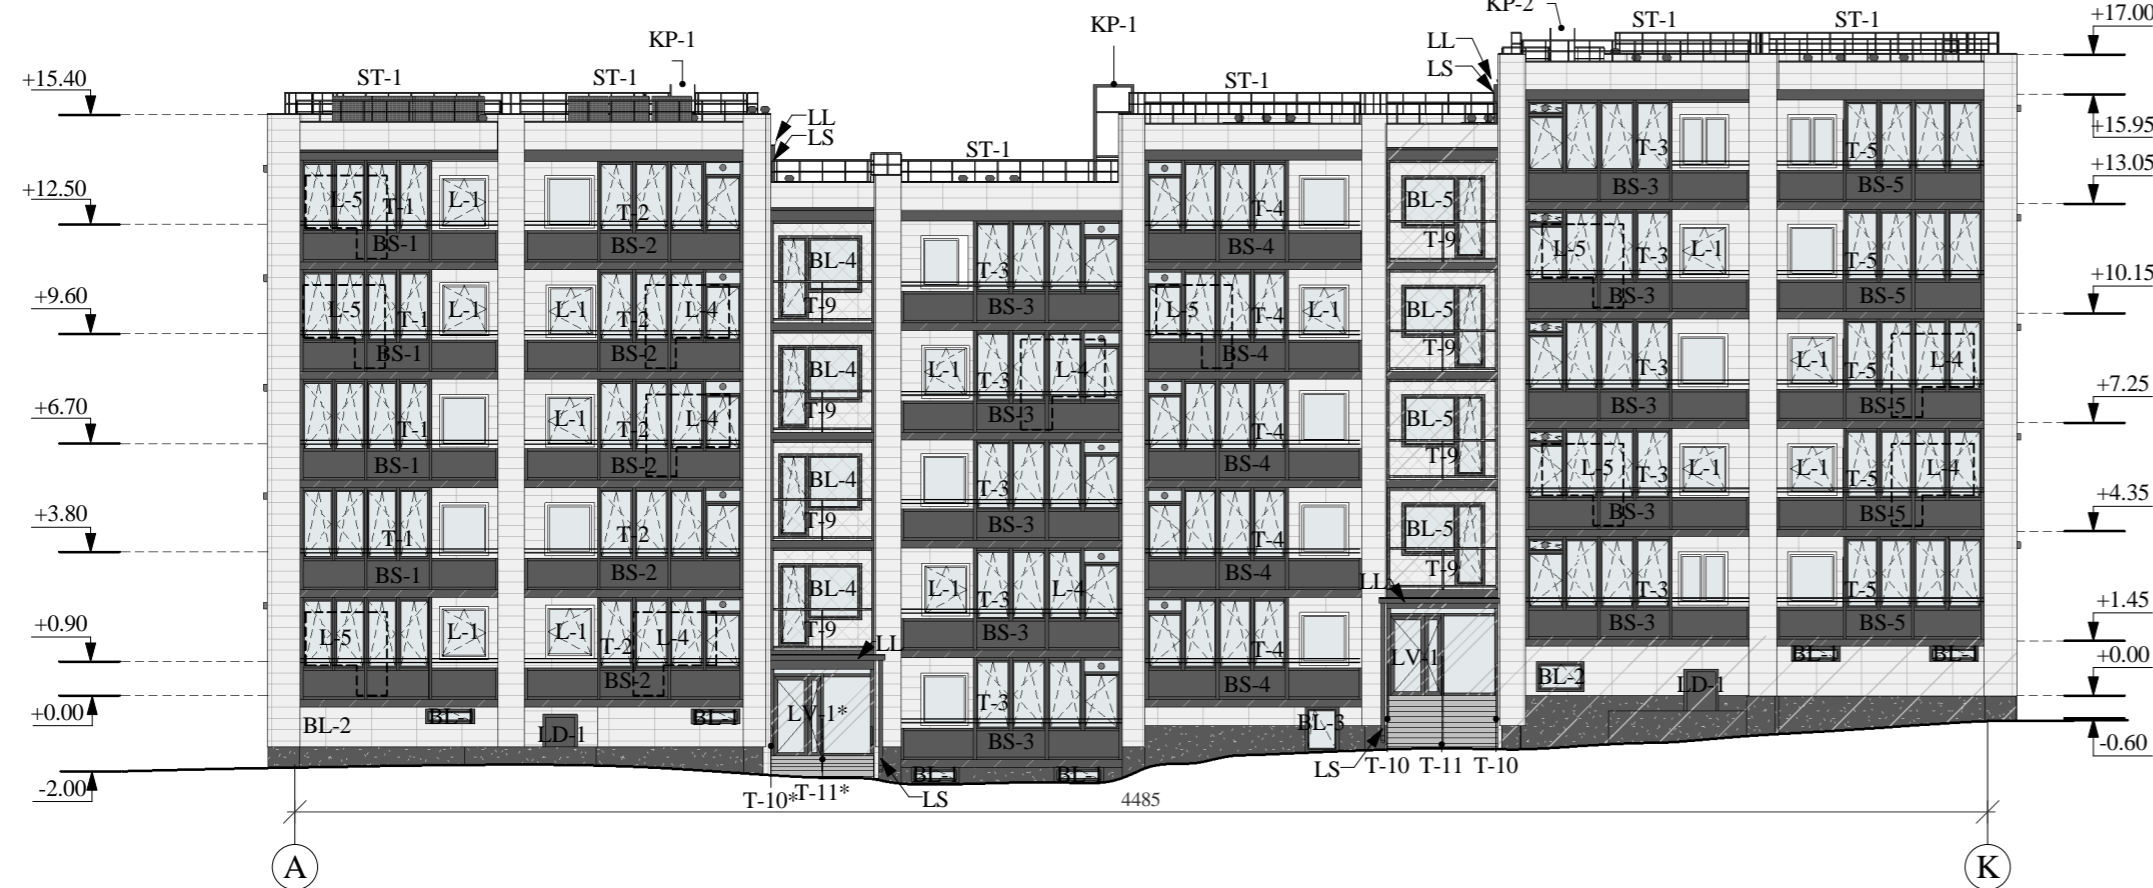 KP-2
ST-1
ST-1
+17.00
KP-1
KP-1
LL
LS
ST-1
ST-1
ST-1
+15.40
+15.95
LL
LS
ST-1
+13.05
+12.50
+10.15
+9.60
+7.25
+6.70
+4.35
+3.80
+1.45
+0.90
+0.00
+0.00
-0.60
-2.00
L-5
T-1
L-1
BS-1
T-2
BS-2
L-5
T-1
L-1
BS-1
L-1
T-2
L-4
BS-2
T-1
BS-1
L-1
T-2
L-4
BS-2
T-1
BS-1
T-2
BS-2
L-5
L-1
L-1
T-2
L-4
BS-2
BL-2
BL-1
LD-1
BL-1
BL-4
T-9
BL-4
T-9
BL-4
T-9
BL-4
T-9
LL
LV-1*
T-10*
T-11*
LS
T-3
BS-3
L-1
T-3
L-4
BS-3
T-3
BS-3
L-1
T-3
L-4
BS-3
T-3
BS-3
BL-1
BL-1
T-4
BS-4
L-5
T-4
L-1
BS-4
T-4
BS-4
T-4
BS-4
T-4
BS-4
BL-3
BL-5
T-9
BL-5
T-9
BL-5
T-9
BL-5
T-9
LL
LV-1
LS
T-10
T-11
T-10
T-3
BS-3
T-5
BS-5
L-5
T-3
L-1
BS-3
T-5
BS-5
T-3
BS-3
L-1
T-5
L-4
BS-5
L-5
T-3
L-1
BS-3
L-1
T-5
L-4
BS-5
T-3
BS-3
T-5
BS-5
BL-2
LD-1
BL-1
BL-1
4485
A
K